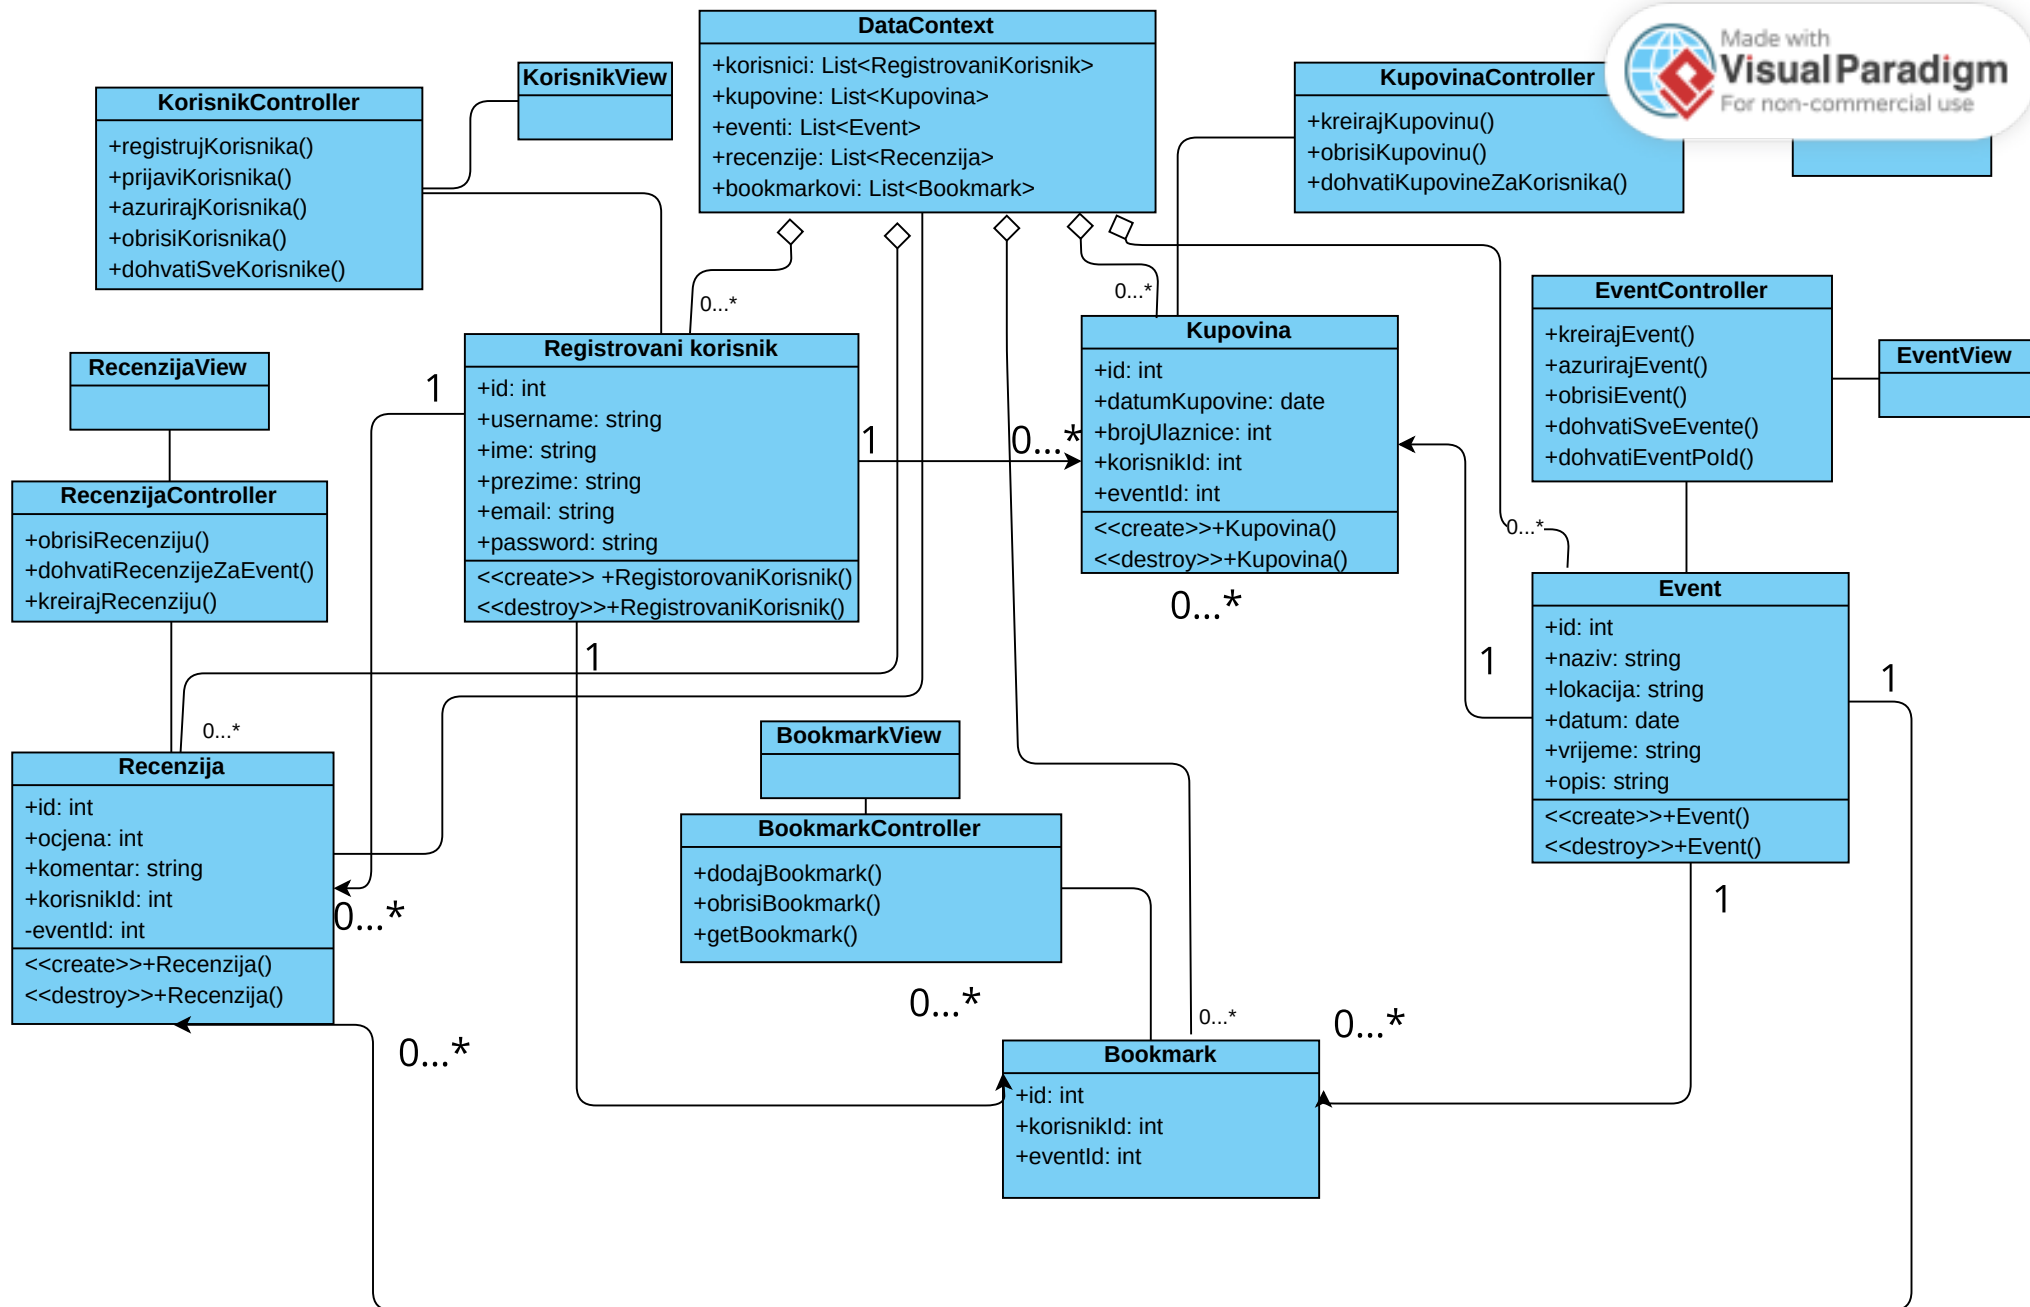 DataContext
+korisnici: List<RegistrovaniKorisnik>
+kupovine: List<Kupovina>
+eventi: List<Event>
+recenzije: List<Recenzija>
+bookmarkovi: List<Bookmark>
Made with
Visual Paradigm
For non-commercial use
KorisnikView
KorisnikController
+registrujKorisnika()
+prijaviKorisnika()
+azurirajKorisnika()
+obrisiKorisnika()
+dohvatiSveKorisnike()
KupovinaController
+kreirajKupovinu()
+obrisiKupovinu()
+dohvatiKupovineZaKorisnika()
0...*
0...*
EventController
+kreirajEvent()
+azurirajEvent()
+obrisiEvent()
+dohvatiSveEvente()
+dohvatiEventPoId()
EventView
RecenzijaView
1
Registrovani korisnik
+id: int
+username: string
+ime: string
+prezime: string
+email: string
+password: string
<<create>> +RegistorovaniKorisnik()
<<destroy>>+RegistrovaniKorisnik()
1
0...*
Kupovina
+id: int
+datumKupovine: date
+brojUlaznice: int
+korisnikId: int
+eventId: int
<<create>>+Kupovina()
<<destroy>>+Kupovina()
0...*
0...*
RecenzijaController
+obrisiRecenziju()
+dohvatiRecenzijeZaEvent()
+kreirajRecenziju()
1
1
Event
+id: int
+naziv: string
+lokacija: string
+datum: date
+vrijeme: string
+opis: string
<<create>>+Event()
<<destroy>>+Event()
1
1
0...*
Recenzija
+id: int
+ocjena: int
+komentar: string
+korisnikId: int
-eventId: int
<<create>>+Recenzija()
<<destroy>>+Recenzija()
0...*
0...*
BookmarkView
BookmarkController
+dodajBookmark()
+obrisiBookmark()
+getBookmark()
0...*
0...*
0...*
Bookmark
+id: int
+korisnikId: int
+eventId: int